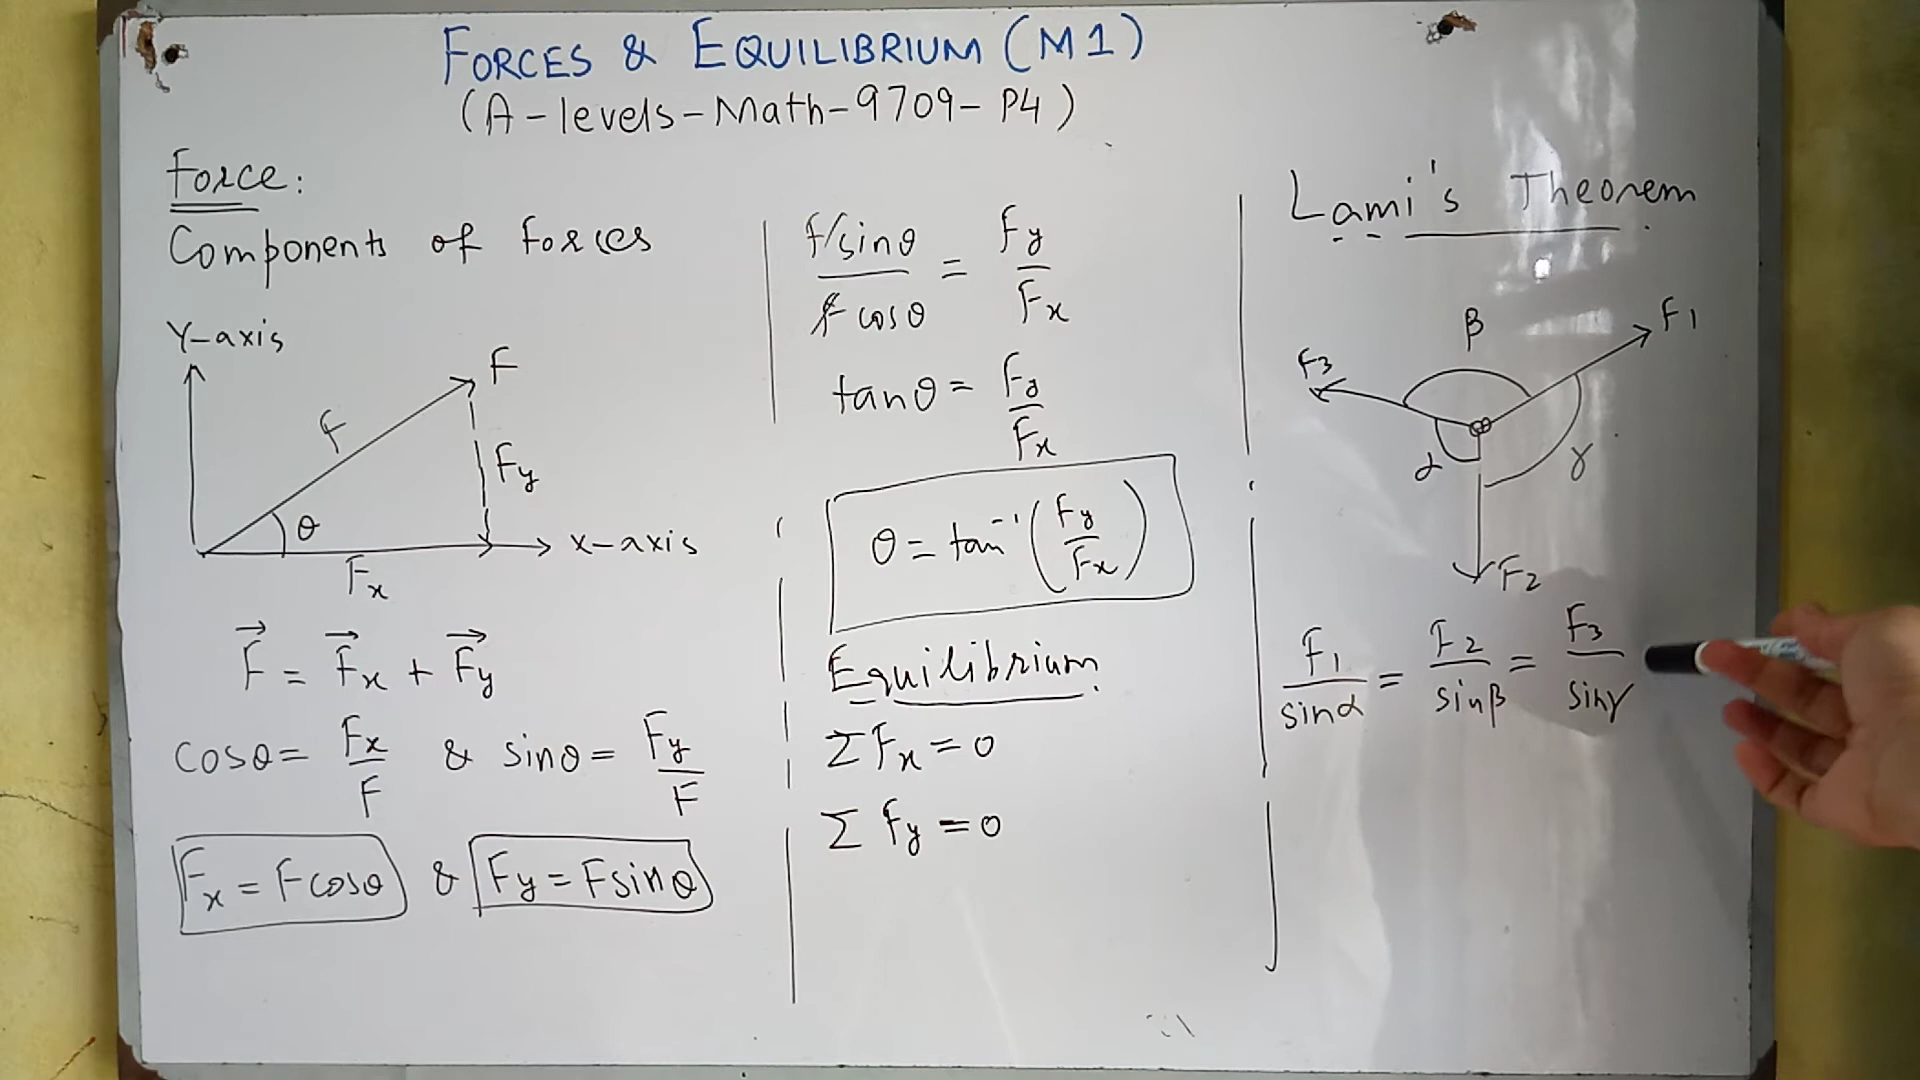 FORCES & EQUILIBRIUM (M1)
(A-levels-Math-9709-P4)
Force:
Components of forces
Y-axis
F
F
Fy
θ
x-axis
Fx
F⃗ = F⃗x + F⃗y
cosθ = Fx/F & sinθ = Fy/F
Fx = Fcosθ & Fy = Fsinθ
f sinθ / f cosθ = Fy/Fx
tanθ = Fy/Fx
θ = tan⁻¹(Fy/Fx)
Equilibrium
ΣFx = 0
ΣFy = 0
Lami's Theorem
β
F1
F3
α
γ
F2
F1/sinα = F2/sinβ = F3/sinγ